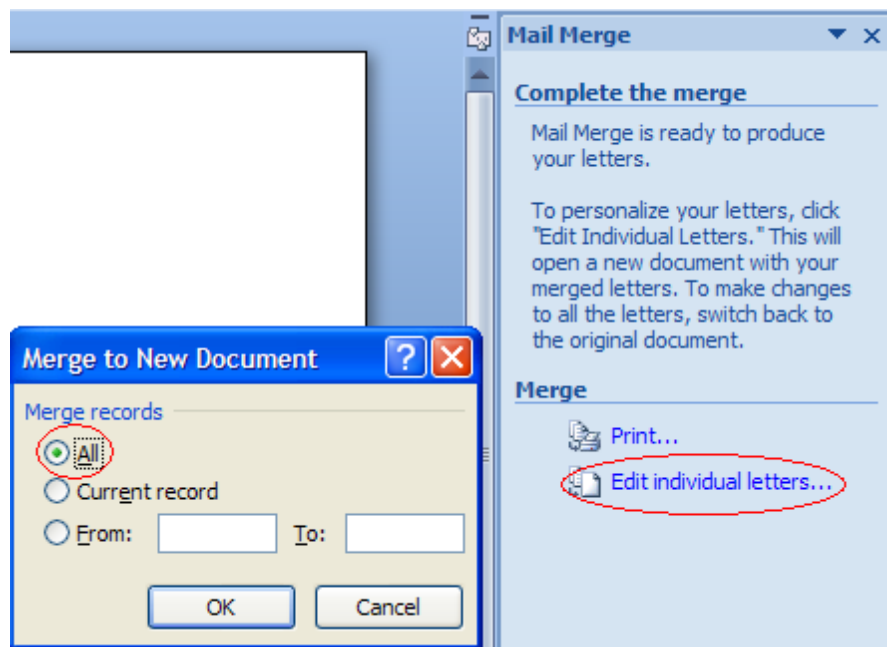 Mail Merge
Complete the merge
Mail Merge is ready to produce
your letters.
To personalize your letters, click
"Edit Individual Letters." This will
open a new document with your
merged letters. To make changes
to all the letters, switch back to
the original document.
Merge
Print...
Edit individual letters...
Merge to New Document
Merge records
All
Current record
From: To:
OK Cancel